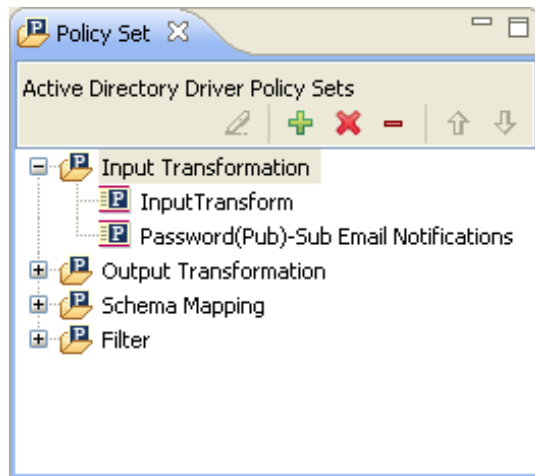 Policy Set
Active Directory Driver Policy Sets
Input Transformation
InputTransform
Password(Pub)-Sub Email Notifications
Output Transformation
Schema Mapping
Filter